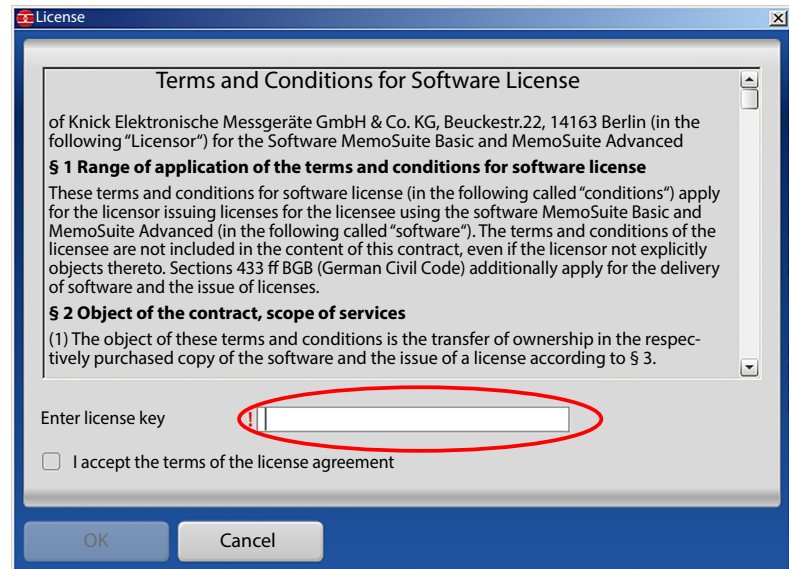 License
Terms and Conditions for Software License
of Knick Elektronische Messgeräte GmbH & Co. KG, Beuckestr.22, 14163 Berlin (in the
following “Licensor“) for the Software MemoSuite Basic and MemoSuite Advanced
§ 1 Range of application of the terms and conditions for software license
These terms and conditions for software license (in the following called “conditions“) apply
for the licensor issuing licenses for the licensee using the software MemoSuite Basic and
MemoSuite Advanced (in the following called “software“). The terms and conditions of the
licensee are not included in the content of this contract, even if the licensor not explicitly
objects thereto. Sections 433 ff BGB (German Civil Code) additionally apply for the delivery
of software and the issue of licenses.
§ 2 Object of the contract, scope of services
(1) The object of these terms and conditions is the transfer of ownership in the respec-
tively purchased copy of the software and the issue of a license according to § 3.
Enter license key !
I accept the terms of the license agreement
OK Cancel